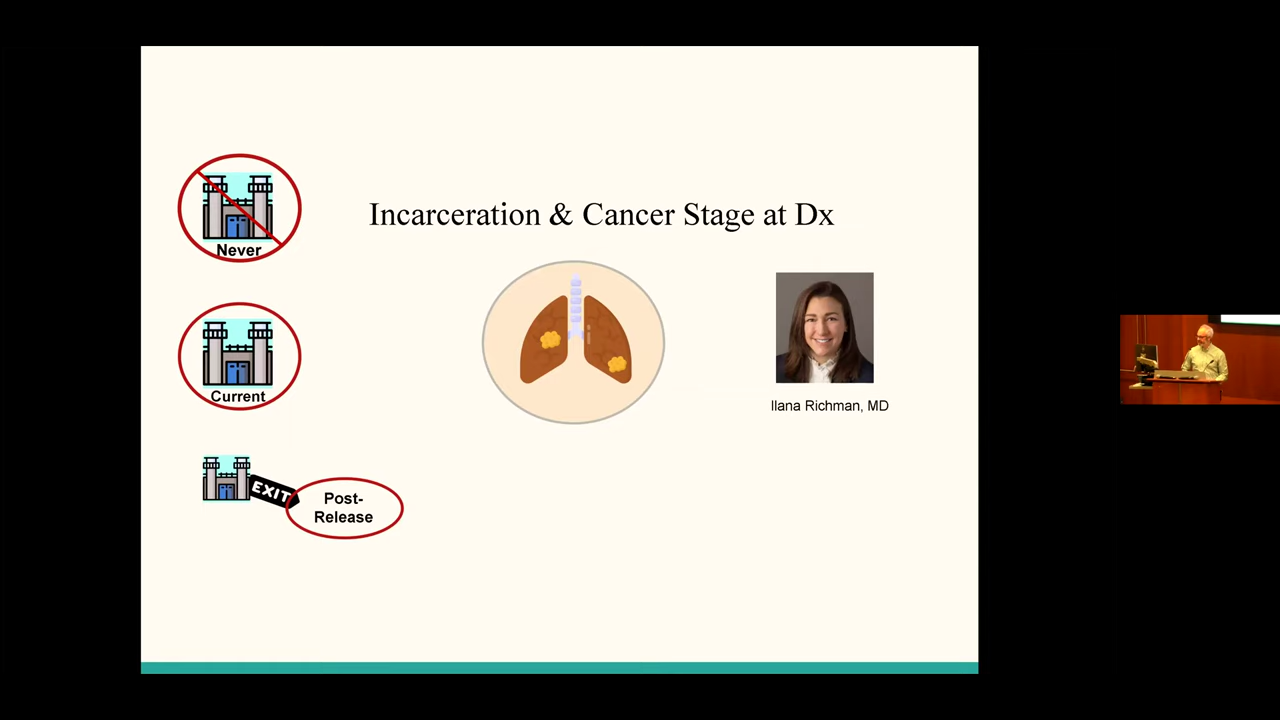 Incarceration & Cancer Stage at Dx
Never
Current
EXIT
Post-
Release
Ilana Richman, MD